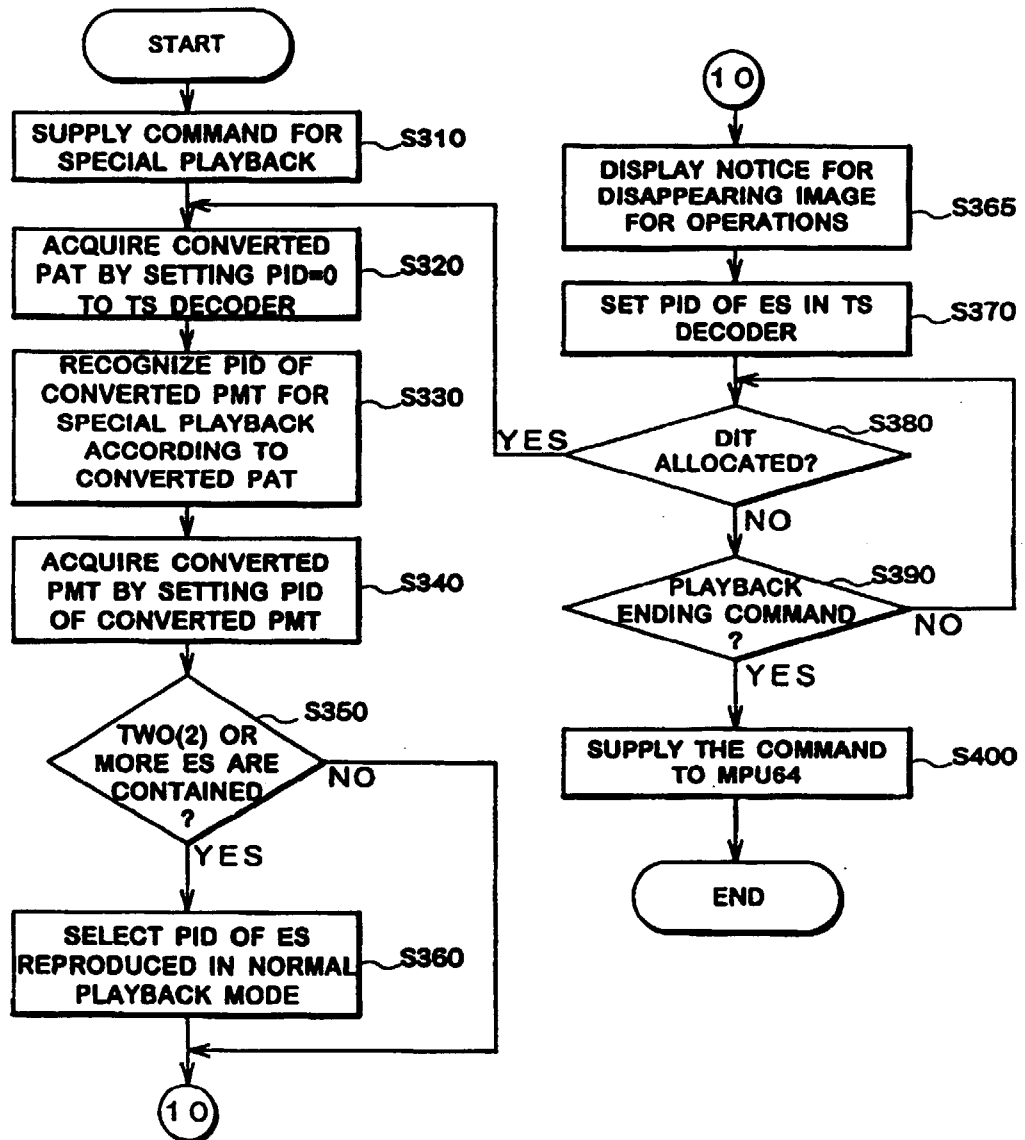 START
SUPPLY COMMAND FOR
SPECIAL PLAYBACK
S310
ACQUIRE CONVERTED
PAT BY SETTING PID=0
TO TS DECODER
S320
RECOGNIZE PID OF
CONVERTED PMT FOR
SPECIAL PLAYBACK
ACCORDING TO
CONVERTED PAT
S330
ACQUIRE CONVERTED
PMT BY SETTING PID
OF CONVERTED PMT
S340
TWO(2) OR
MORE ES ARE
CONTAINED
?
S350
NO
YES
SELECT PID OF ES
REPRODUCED IN NORMAL
PLAYBACK MODE
S360
10
10
DISPLAY NOTICE FOR
DISAPPEARING IMAGE
FOR OPERATIONS
S365
SET PID OF ES IN TS
DECODER
S370
DIT
ALLOCATED?
S380
YES
NO
PLAYBACK
ENDING COMMAND
?
S390
NO
YES
SUPPLY THE COMMAND
TO MPU64
S400
END